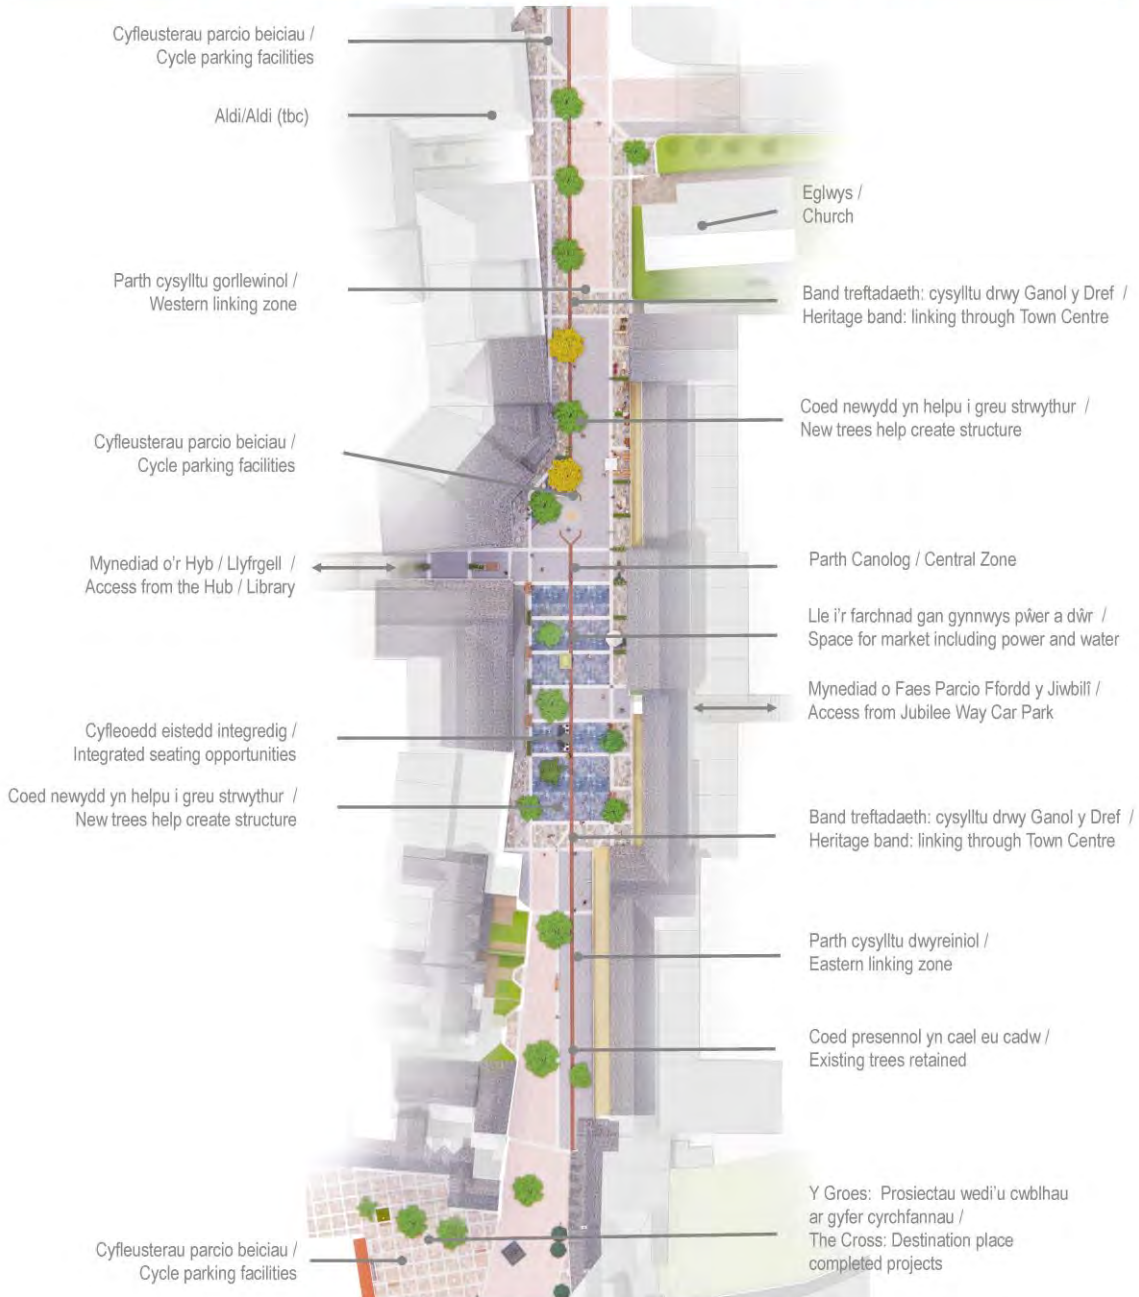 Cyfleusterau parcio beiciau /
Cycle parking facilities
Aldi/Aldi (tbc)
Eglwys /
Church
Parth cysylltu gorllewinol /
Western linking zone
Band treftadaeth: cysylltu drwy Ganol y Dref /
Heritage band: linking through Town Centre
Coed newydd yn helpu i greu strwythur /
New trees help create structure
Cyfleusterau parcio beiciau /
Cycle parking facilities
Mynediad o'r Hyb / Llyfrgell /
Access from the Hub / Library
Parth Canolog / Central Zone
Lle i'r farchnad gan gynnwys pŵer a dŵr /
Space for market including power and water
Mynediad o Faes Parcio Ffordd y Jiwbilî /
Access from Jubilee Way Car Park
Cyfleoedd eistedd integredig /
Integrated seating opportunities
Coed newydd yn helpu i greu strwythur /
New trees help create structure
Band treftadaeth: cysylltu drwy Ganol y Dref /
Heritage band: linking through Town Centre
Parth cysylltu dwyreiniol /
Eastern linking zone
Coed presennol yn cael eu cadw /
Existing trees retained
Y Groes: Prosiectau wedi'u cwblhau
ar gyfer cyrchfannau /
The Cross: Destination place
completed projects
Cyfleusterau parcio beiciau /
Cycle parking facilities